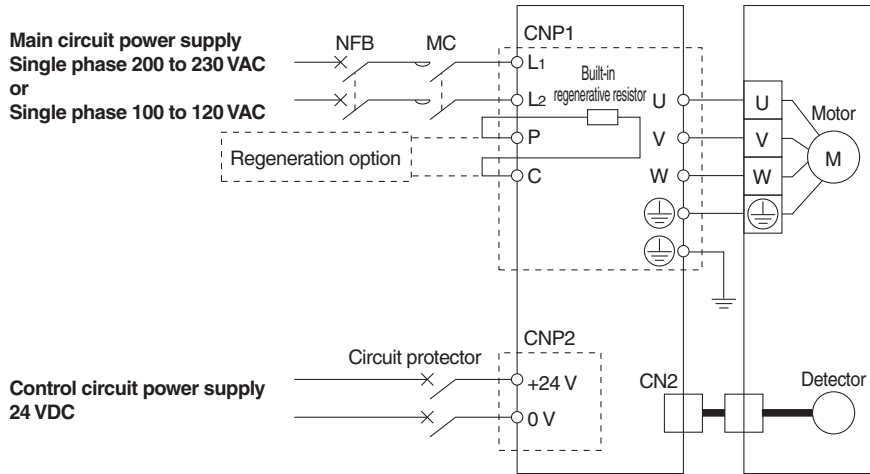 Main circuit power supply
Single phase 200 to 230 VAC
or
Single phase 100 to 120 VAC
NFB
MC
CNP1
L1
L2
Built-in
regenerative resistor
P
C
Regeneration option
U
V
W
U
V
W
Motor
M
CNP2
Circuit protector
+24 V
0 V
Control circuit power supply
24 VDC
CN2
Detector